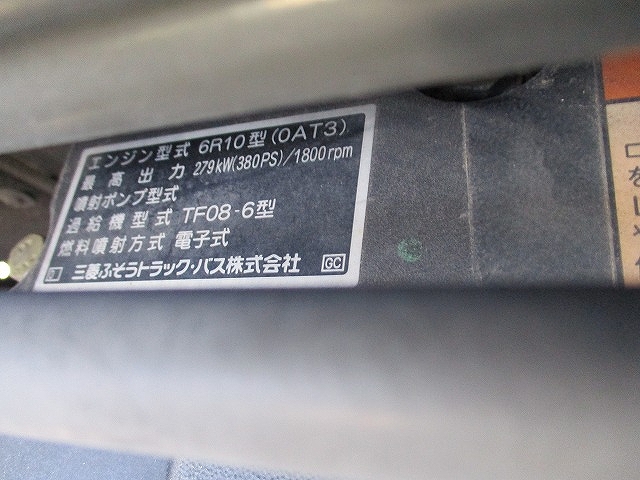 エンジン型式 6R10型(0AT3)
最高出力 279kW(380PS)/1800rpm
噴射ポンプ型式
過給機型式 TF08-6型
燃料噴射方式 電子式
三菱ふそうトラック・バス株式会社 GC